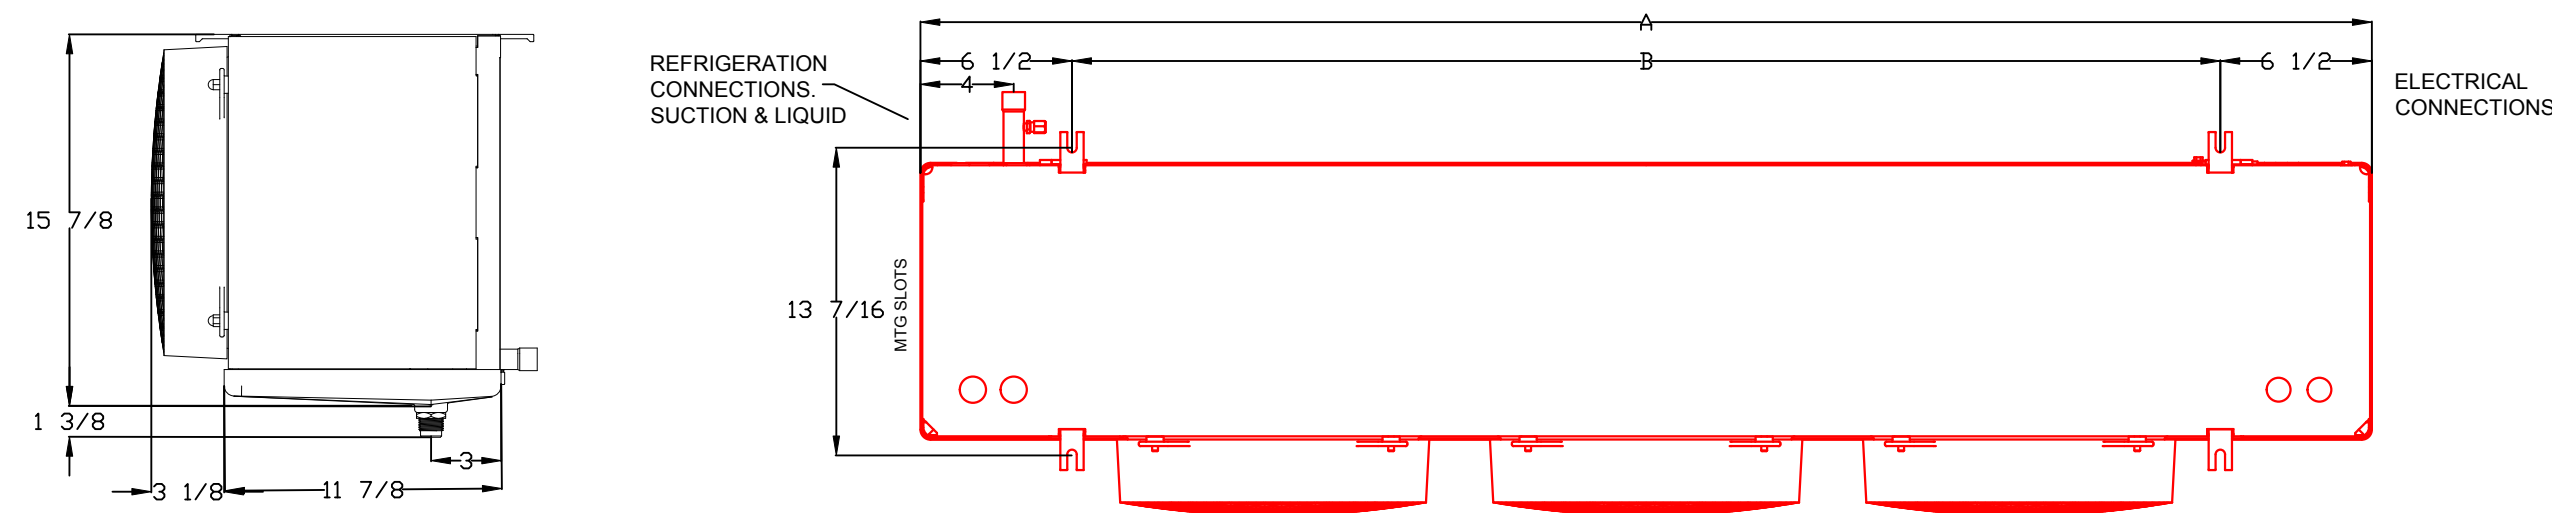 15 7/8
1 3/8
3
3 1/8
11 7/8
REFRIGERATION
CONNECTIONS.
SUCTION & LIQUID
A
6 1/2
B
6 1/2
4
ELECTRICAL
CONNECTIONS
13 7/16
MTG SLOTS